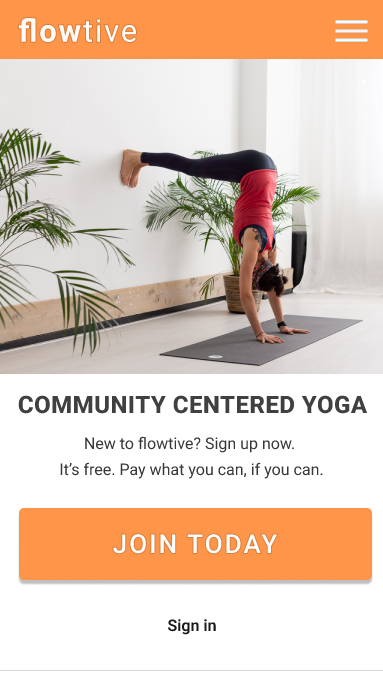 flowtive
COMMUNITY CENTERED YOGA
New to flowtive? Sign up now.
It’s free. Pay what you can, if you can.
JOIN TODAY
Sign in